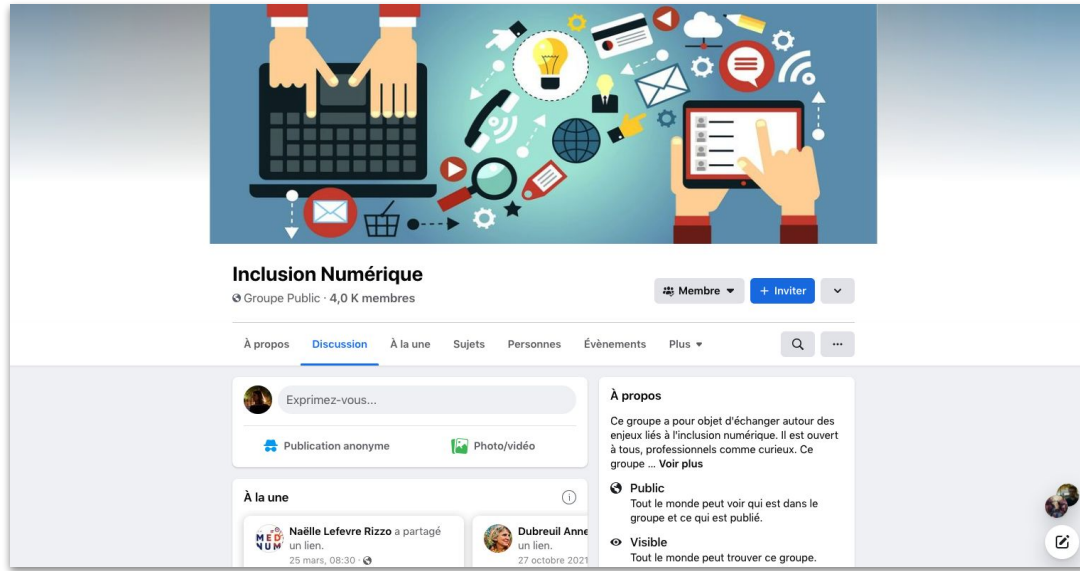 Inclusion Numérique
Groupe Public · 4,0 K membres
Membre
+ Inviter
À propos
Discussion
À la une
Sujets
Personnes
Évènements
Plus
Exprimez-vous...
Publication anonyme
Photo/vidéo
À la une
MED
NUM
Naëlle Lefevre Rizzo a partagé
un lien.
25 mars, 08:30 ·
Dubreuil Anne
un lien.
27 octobre 2021
À propos
Ce groupe a pour objet d'échanger autour des
enjeux liés à l'inclusion numérique. Il est ouvert
à tous, professionnels comme curieux. Ce
groupe ... Voir plus
Public
Tout le monde peut voir qui est dans le
groupe et ce qui est publié.
Visible
Tout le monde peut trouver ce groupe.